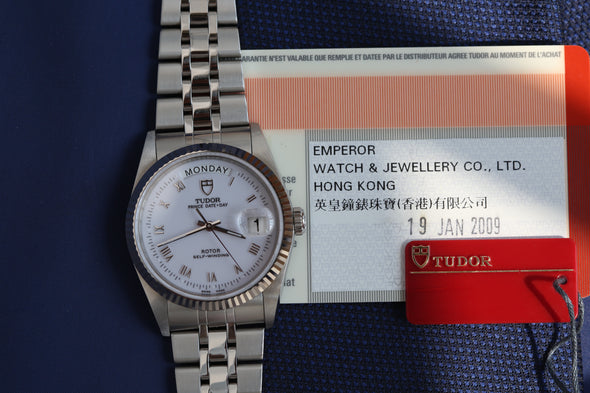 GARANTIE N'EST VALABLE QUE REMPLIE ET DATEE PAR LE DISTRIBUTEUR AGREE TUDOR AU MOMENT DE L'ACHAT
EMPEROR
WATCH & JEWELLERY CO., LTD.
HONG KONG
英皇鐘錶珠寶(香港)有限公司
19 JAN 2009
TUDOR
MONDAY
TUDOR
PRINCE DATE+DAY
1
ROTOR
SELF-WINDING